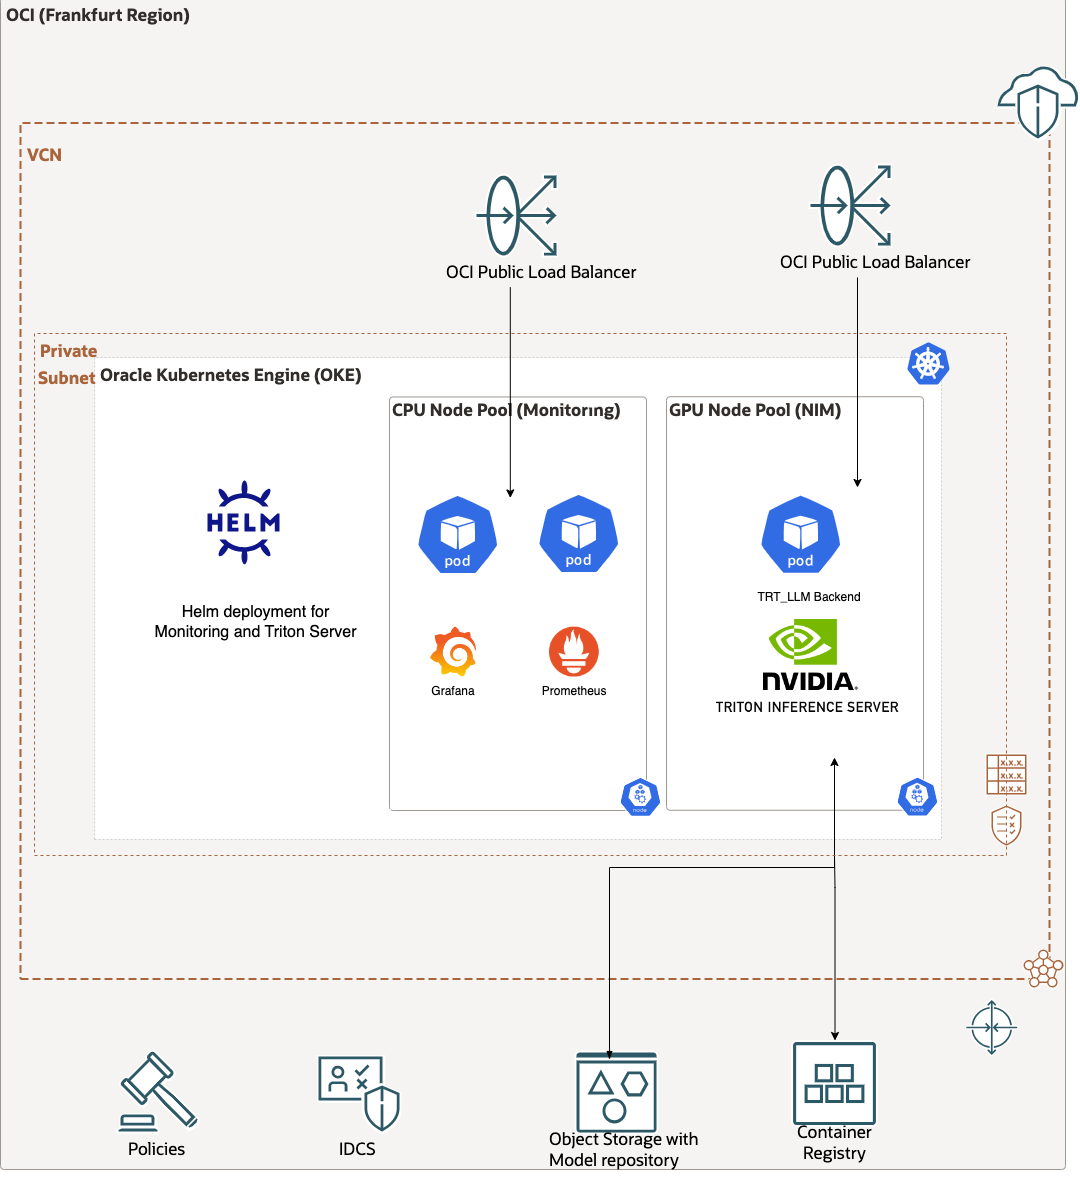 OCI (Frankfurt Region)
VCN
OCI Public Load Balancer
OCI Public Load Balancer
Private
Subnet
Oracle Kubernetes Engine (OKE)
CPU Node Pool (Monitoring)
GPU Node Pool (NIM)
HELM
pod
pod
pod
Helm deployment for
Monitoring and Triton Server
TRT_LLM Backend
Grafana
Prometheus
NVIDIA.
TRITON INFERENCE SERVER
node
node
X.X.X.
X.X.X.
X.X.X.
Policies
IDCS
Object Storage with
Model repository
Container
Registry